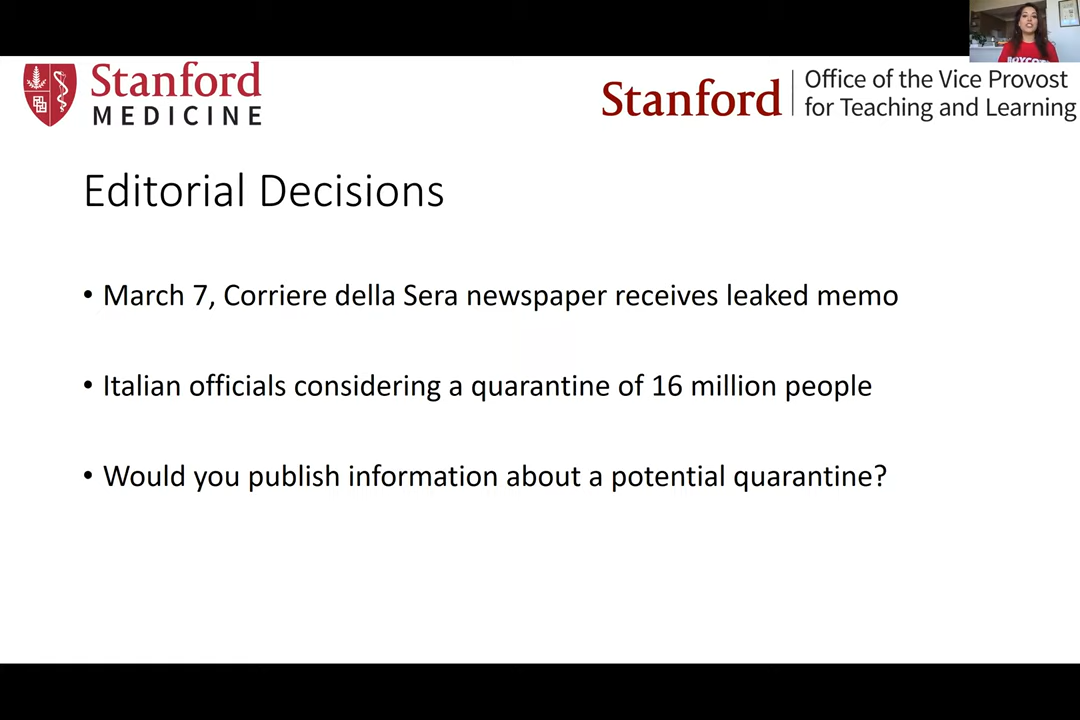 Stanford
MEDICINE
Stanford
Office of the Vice Provost
for Teaching and Learning
Editorial Decisions
• March 7, Corriere della Sera newspaper receives leaked memo
• Italian officials considering a quarantine of 16 million people
• Would you publish information about a potential quarantine?